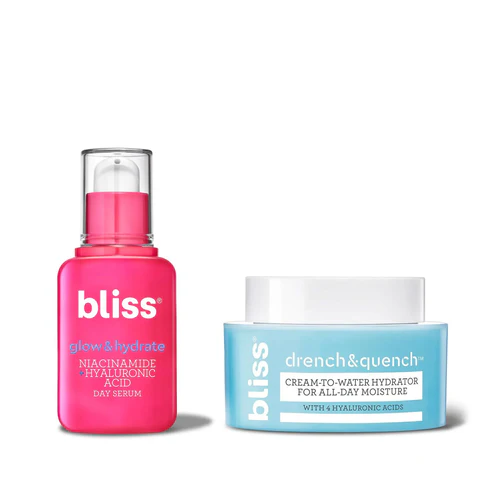 bliss®
glow & hydrate
NIACINAMIDE
+HYALURONIC
ACID
DAY SERUM
bliss®
drench&quench™
CREAM-TO-WATER HYDRATOR
FOR ALL-DAY MOISTURE
WITH 4 HYALURONIC ACIDS